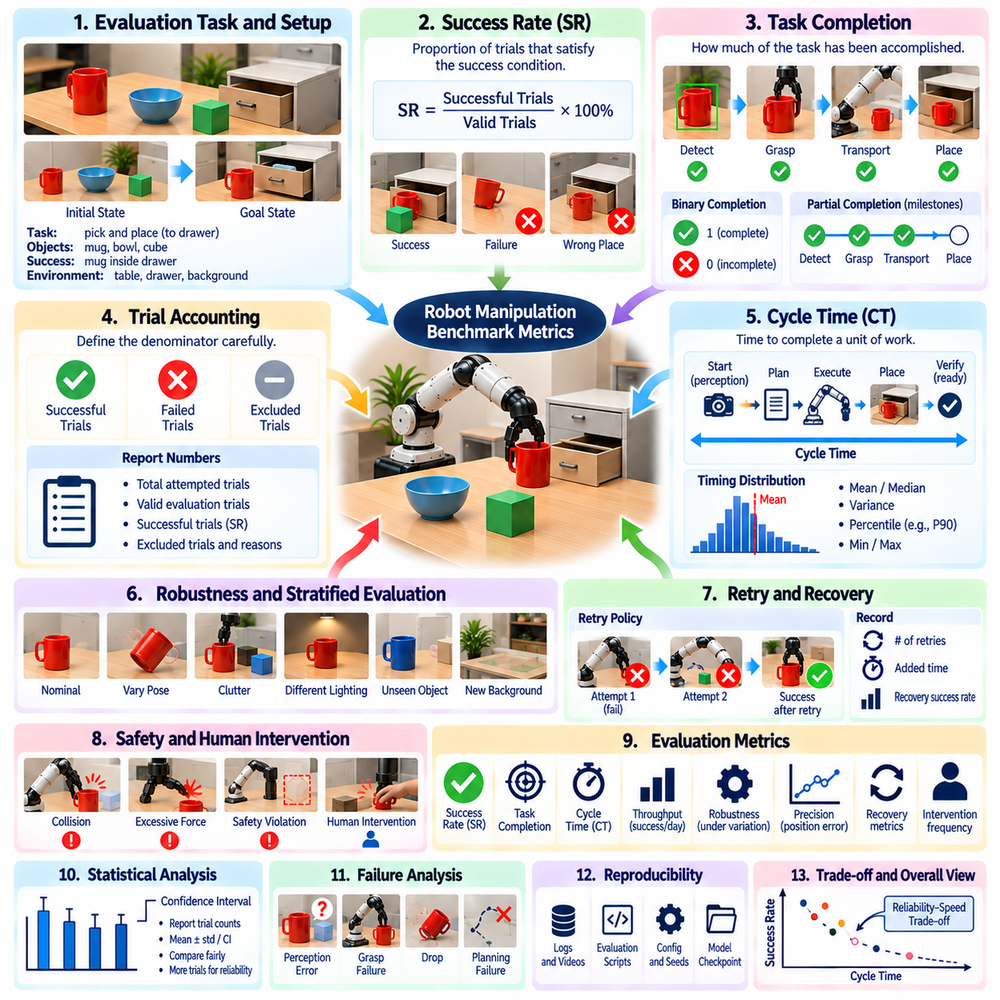 1. Evaluation Task and Setup
Initial State
Goal State
Task: pick and place (to drawer)
Objects: mug, bowl, cube
Success: mug inside drawer
Environment: table, drawer, background
2. Success Rate (SR)
Proportion of trials that satisfy
the success condition.
SR = Successful Trials / Valid Trials × 100%
Success
Failure
Wrong Place
3. Task Completion
How much of the task has been accomplished.
Detect
Grasp
Transport
Place
Binary Completion
1 (complete)
0 (incomplete)
Partial Completion (milestones)
Detect
Grasp
Transport
Place
Robot Manipulation
Benchmark Metrics
4. Trial Accounting
Define the denominator carefully.
Successful
Trials
Failed
Trials
Excluded
Trials
Report Numbers
• Total attempted trials
• Valid evaluation trials
• Successful trials (SR)
• Excluded trials and reasons
5. Cycle Time (CT)
Time to complete a unit of work.
Start
(perception)
Plan
Execute
Place
Verify
(ready)
Cycle Time
Timing Distribution
Mean
• Mean / Median
• Variance
• Percentile (e.g., P90)
• Min / Max
6. Robustness and Stratified Evaluation
Nominal
Vary Pose
Clutter
Different Lighting
Unseen Object
New Background
7. Retry and Recovery
Retry Policy
Attempt 1
(fail)
Attempt 2
Success
after retry
Record
# of retries
Added time
Recovery success rate
8. Safety and Human Intervention
Collision
Excessive Force
Safety Violation
Human Intervention
9. Evaluation Metrics
Success
Rate (SR)
Task
Completion
Cycle
Time (CT)
Throughput
(success/day)
Robustness
(under variation)
Precision
(position error)
Recovery
metrics
Intervention
frequency
10. Statistical Analysis
Confidence Interval
• Report trial counts
• Mean ± std / CI
• Compare fairly
• More trials for reliability
11. Failure Analysis
?
Perception
Error
Grasp
Failure
Drop
Planning
Failure
12. Reproducibility
Logs
and Videos
Evaluation
Scripts
Config
and Seeds
Model
Checkpoint
13. Trade-off and Overall View
Success Rate
Reliability–Speed
Trade-off
Cycle Time